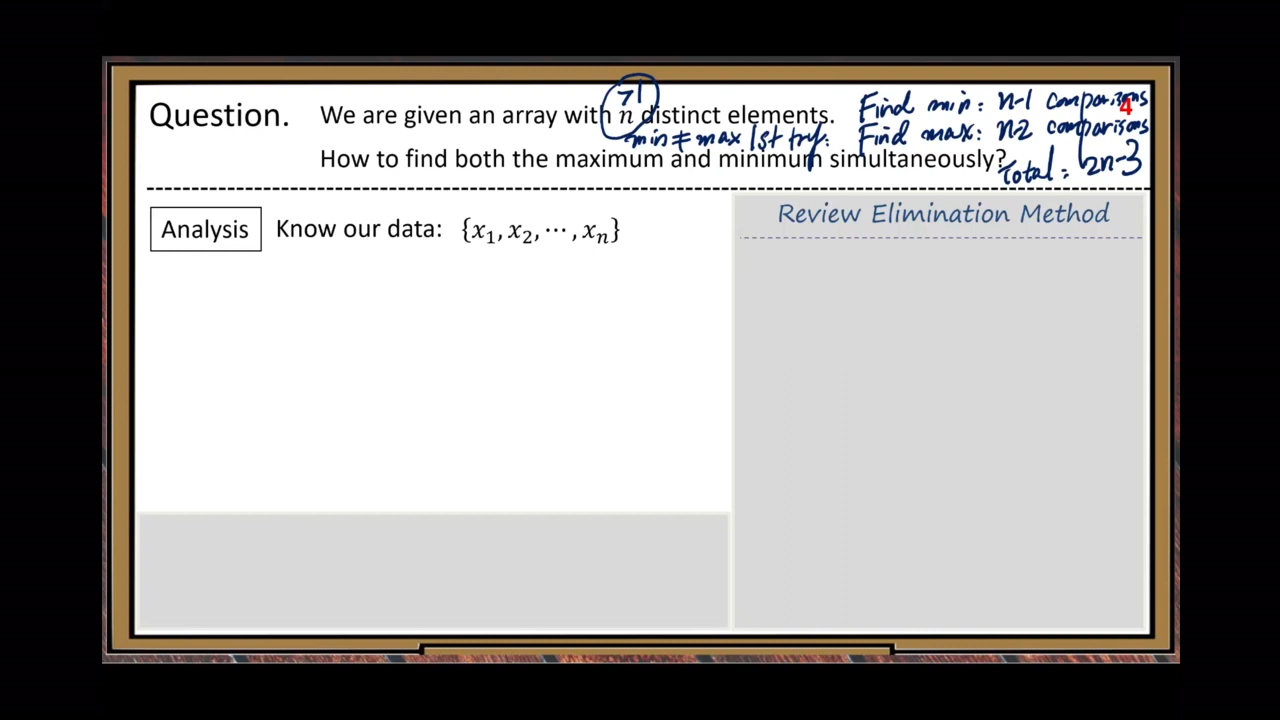 >1
Question. We are given an array with n distinct elements.
min ≠ max 1st try:
Find min: n-1 comparisons
4
Find max: n-2 comparisons
How to find both the maximum and minimum simultaneously?
Total: 2n-3
Analysis Know our data: {x₁, x₂, ⋯, xₙ}
Review Elimination Method